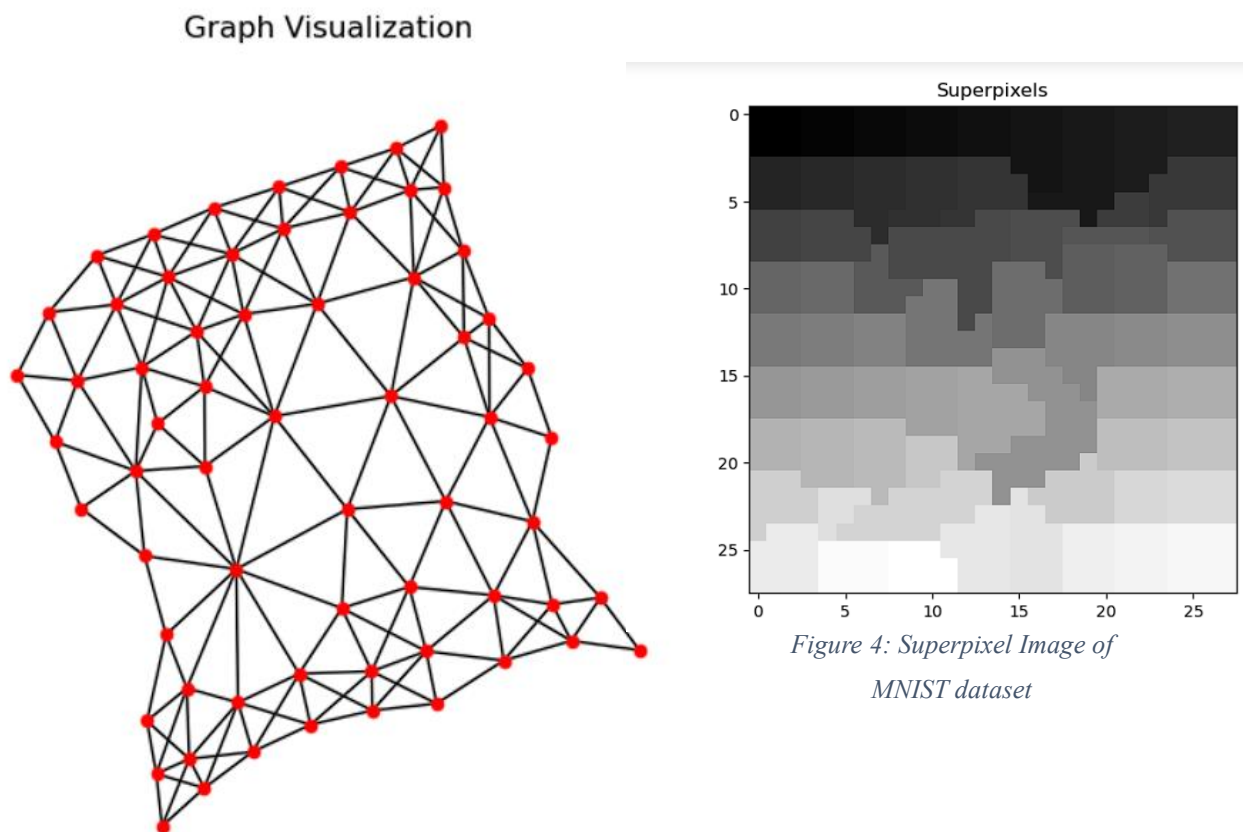 Graph Visualization
Superpixels
0
5
10
15
20
25
0 5 10 15 20 25
Figure 4: Superpixel Image of
MNIST dataset